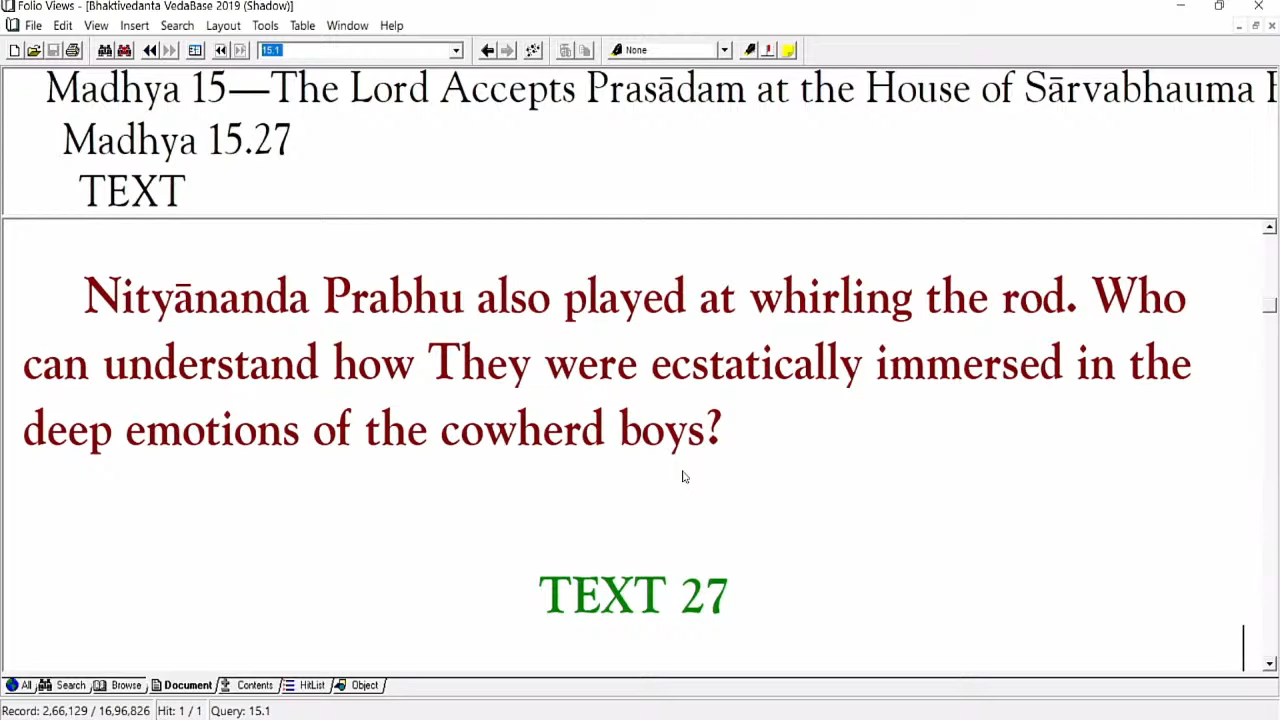 Folio Views - [Bhaktivedanta VedaBase 2019 (Shadow)]
File Edit View Insert Search Layout Tools Table Window Help
15.1 None
Madhya 15—The Lord Accepts Prasādam at the House of Sārvabhauma
Madhya 15.27
TEXT
Nityānanda Prabhu also played at whirling the rod. Who
can understand how They were ecstatically immersed in the
deep emotions of the cowherd boys?
TEXT 27
All Search Browse Document Contents HitList Object
Record: 2,66,129 / 16,96,826 Hit: 1 / 1 Query: 15.1